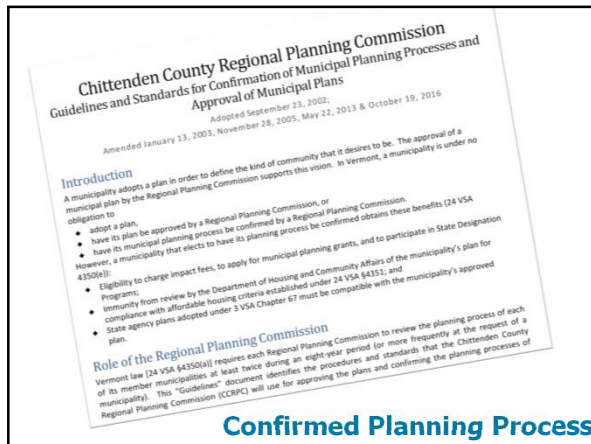 Chittenden County Regional Planning Commission
Guidelines and Standards for Confirmation of Municipal Planning Processes and
Approval of Municipal Plans
Adopted September 23, 2002;
Amended January 13, 2003, November 28, 2005, May 22, 2013 & October 19, 2016
Introduction
A municipality adopts a plan in order to define the kind of community that it desires to be. The approval of a
municipal plan by the Regional Planning Commission supports this vision. In Vermont, a municipality is under no
obligation to
◆ adopt a plan,
◆ have its plan be approved by a Regional Planning Commission, or
◆ have its municipal planning process be confirmed by a Regional Planning Commission.
However, a municipality that elects to have its planning process be confirmed obtains these benefits (24 VSA
4350(e)):
◆ Eligibility to charge impact fees, to apply for municipal planning grants, and to participate in State Designation
Programs;
◆ Immunity from review by the Department of Housing and Community Affairs of the municipality's plan for
compliance with affordable housing criteria established under 24 VSA §4351; and
◆ State agency plans adopted under 3 VSA Chapter 67 must be compatible with the municipality's approved
plan.
Role of the Regional Planning Commission
Vermont law [24 VSA §4350(a)] requires each Regional Planning Commission to review the planning process of each
of its member municipalities at least twice during an eight-year period (or more frequently at the request of a
municipality). This "Guidelines" document identifies the procedures and standards that the Chittenden County
Regional Planning Commission (CCRPC) will use for approving the plans and confirming the planning processes of
Confirmed Planning Process